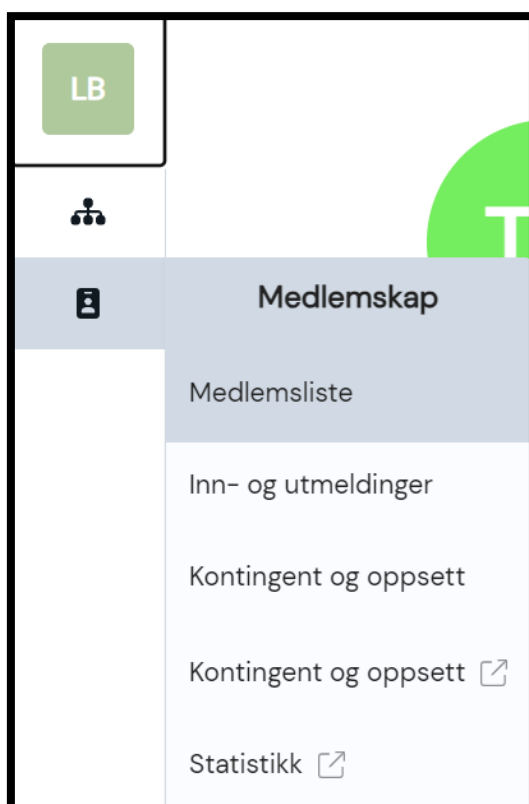 LB
T
Medlemskap
Medlemsliste
Inn- og utmeldinger
Kontingent og oppsett
Kontingent og oppsett
Statistikk